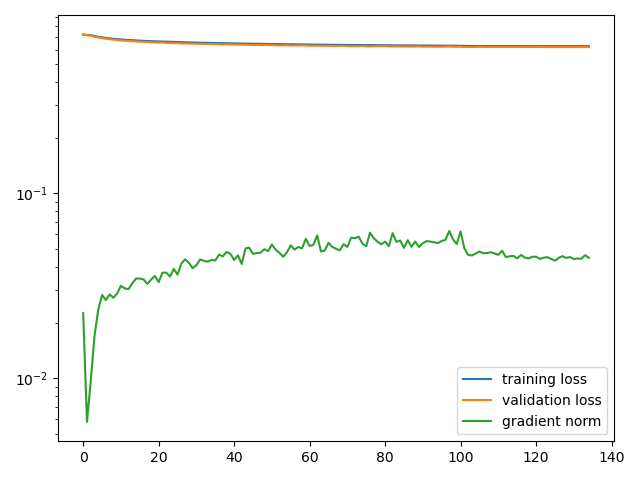 10⁻¹
10⁻²
0 20 40 60 80 100 120 140
training loss
validation loss
gradient norm